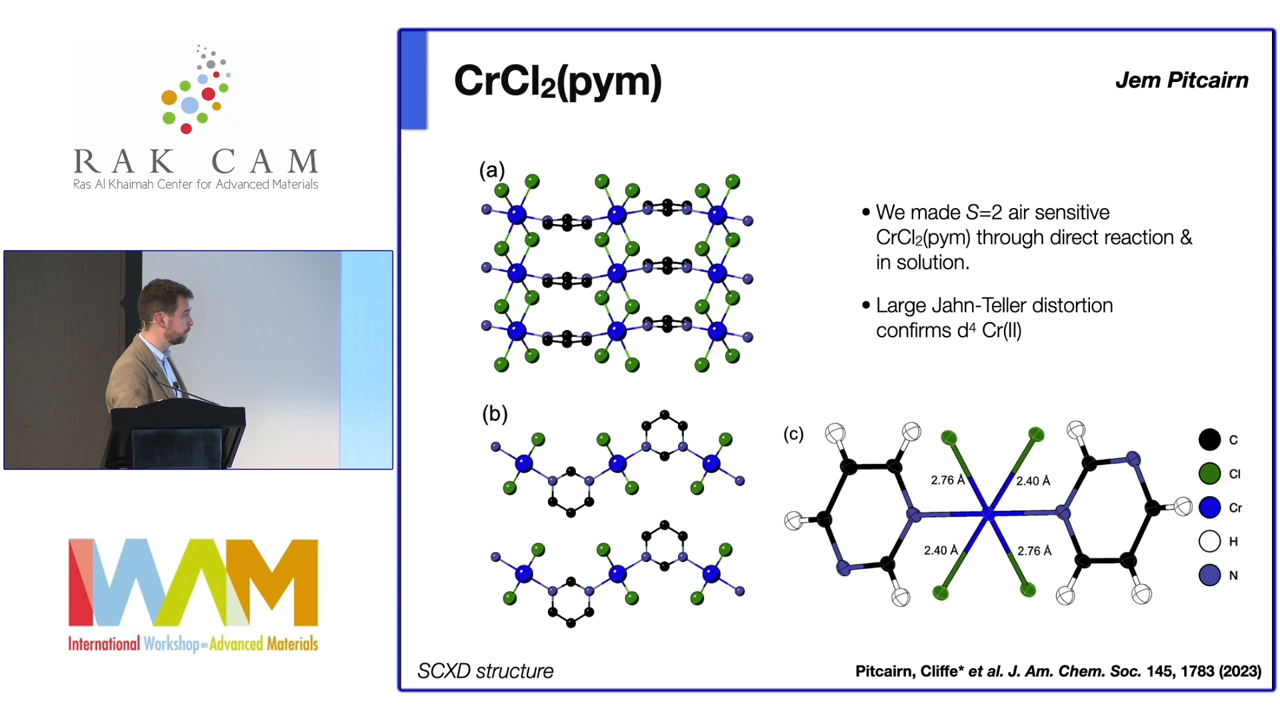 RAK CAM
Ras Al Khaimah Center for Advanced Materials
IWAM
International Workshop on Advanced Materials
CrCl₂(pym)
Jem Pitcairn
(a)
• We made S=2 air sensitive
CrCl₂(pym) through direct reaction &
in solution.
• Large Jahn-Teller distortion
confirms d⁴ Cr(II)
(b)
(c)
2.76 Å
2.40 Å
2.40 Å
2.76 Å
C
Cl
Cr
H
N
SCXD structure
Pitcairn, Cliffe* et al. J. Am. Chem. Soc. 145, 1783 (2023)